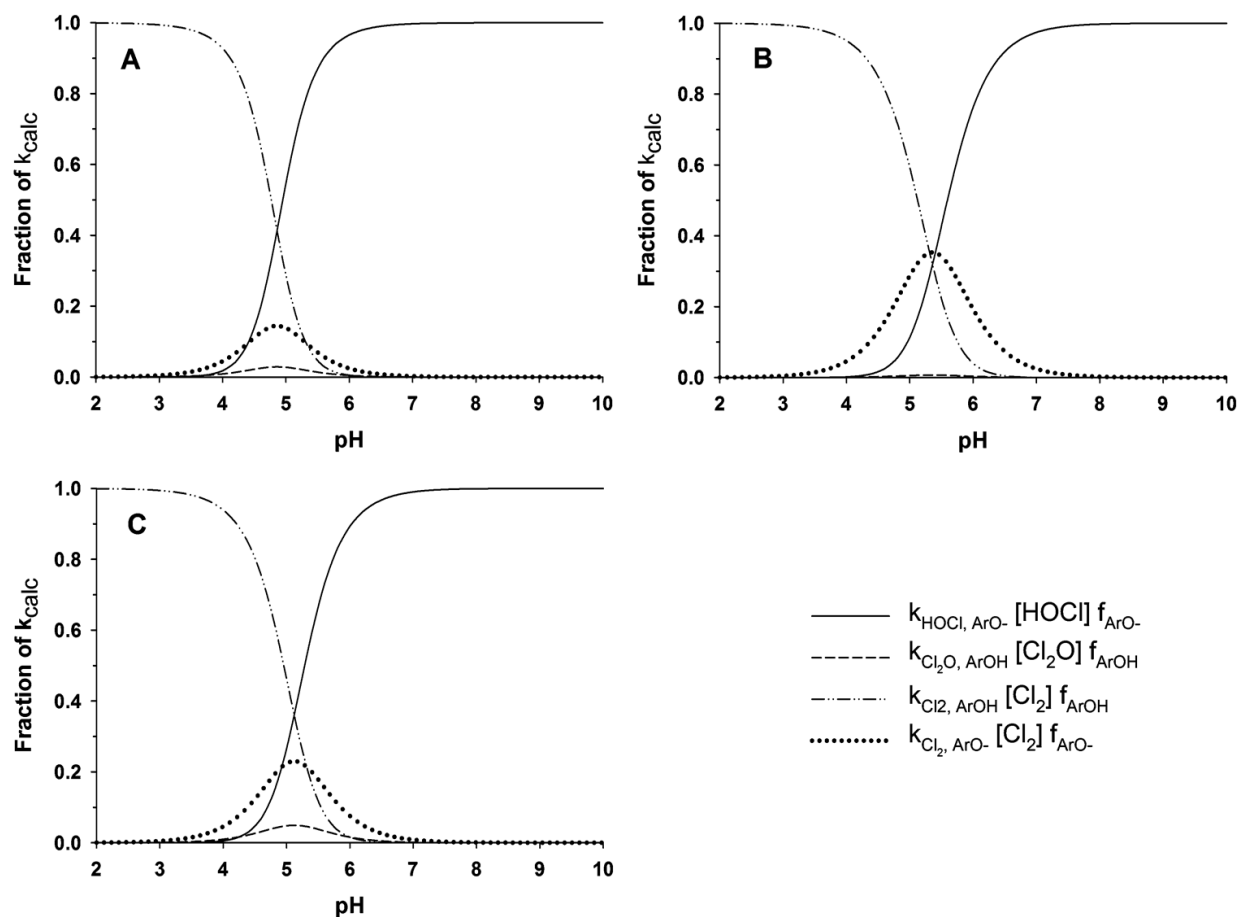 A
Fraction of kcalc
1.0
0.8
0.6
0.4
0.2
0.0
2 3 4 5 6 7 8 9 10
pH
B
Fraction of kcalc
1.0
0.8
0.6
0.4
0.2
0.0
2 3 4 5 6 7 8 9 10
pH
C
Fraction of kcalc
1.0
0.8
0.6
0.4
0.2
0.0
2 3 4 5 6 7 8 9 10
pH
kHOCl, ArO- [HOCl] fArO-
kCl2O, ArOH [Cl2O] fArOH
kCl2, ArOH [Cl2] fArOH
kCl2, ArO- [Cl2] fArO-